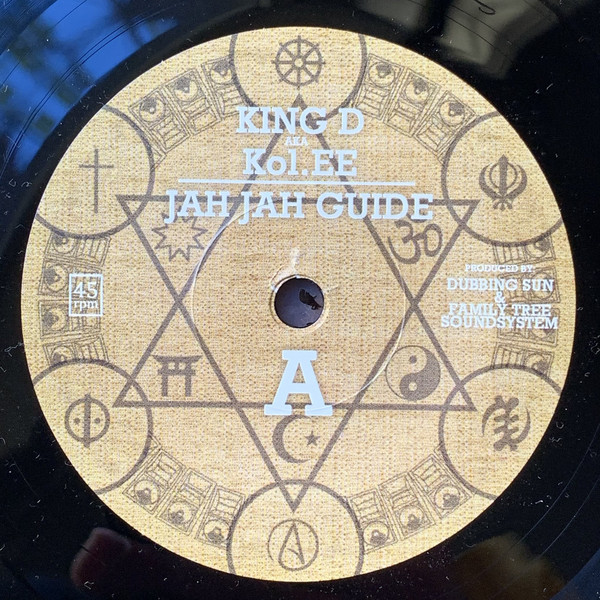 KING D
AKA
Kol.EE
JAH JAH GUIDE
45
rpm
PRODUCED BY:
DUBBING SUN
&
FAMILY TREE
SOUNDSYSTEM
A